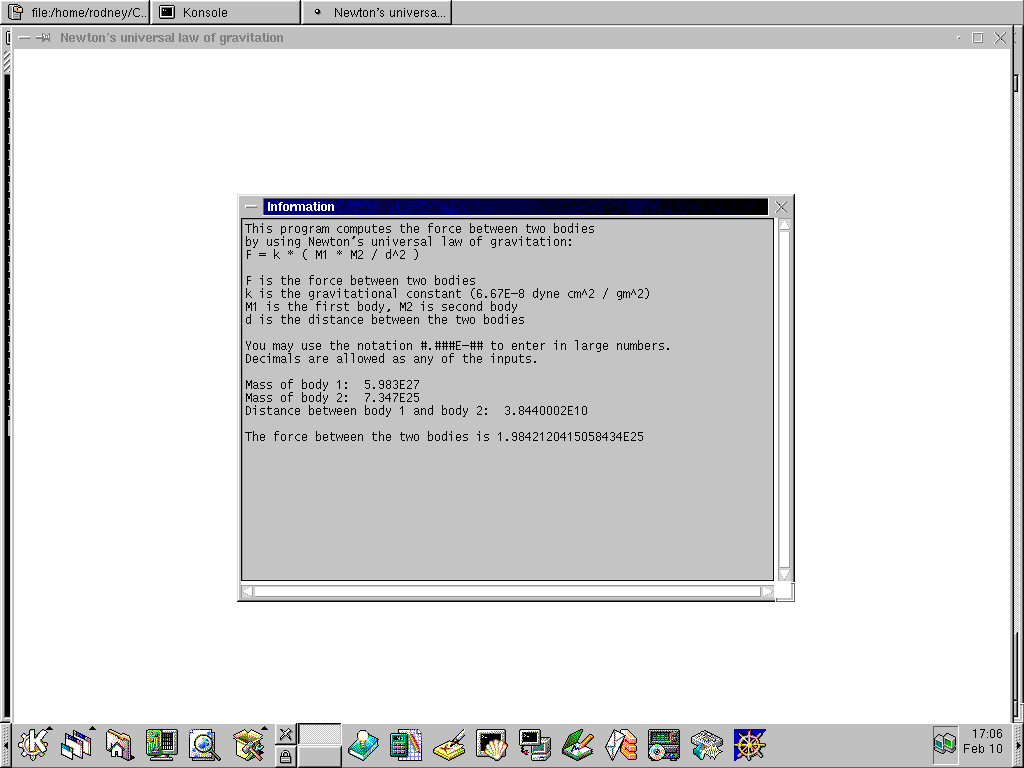 file:/home/rodney/C..
Konsole
Newton's universa...
Newton's universal law of gravitation
Information
This program computes the force between two bodies
by using Newton's universal law of gravitation:
F = k * ( M1 * M2 / d^2 )
F is the force between two bodies
k is the gravitational constant (6.67E-8 dyne cm^2 / gm^2)
M1 is the first body, M2 is second body
d is the distance between the two bodies
You may use the notation #.###E-## to enter in large numbers.
Decimals are allowed as any of the inputs.
Mass of body 1:  5.983E27
Mass of body 2:  7.347E25
Distance between body 1 and body 2:  3.8440002E10
The force between the two bodies is 1.9842120415058434E25
17:06
Feb 10